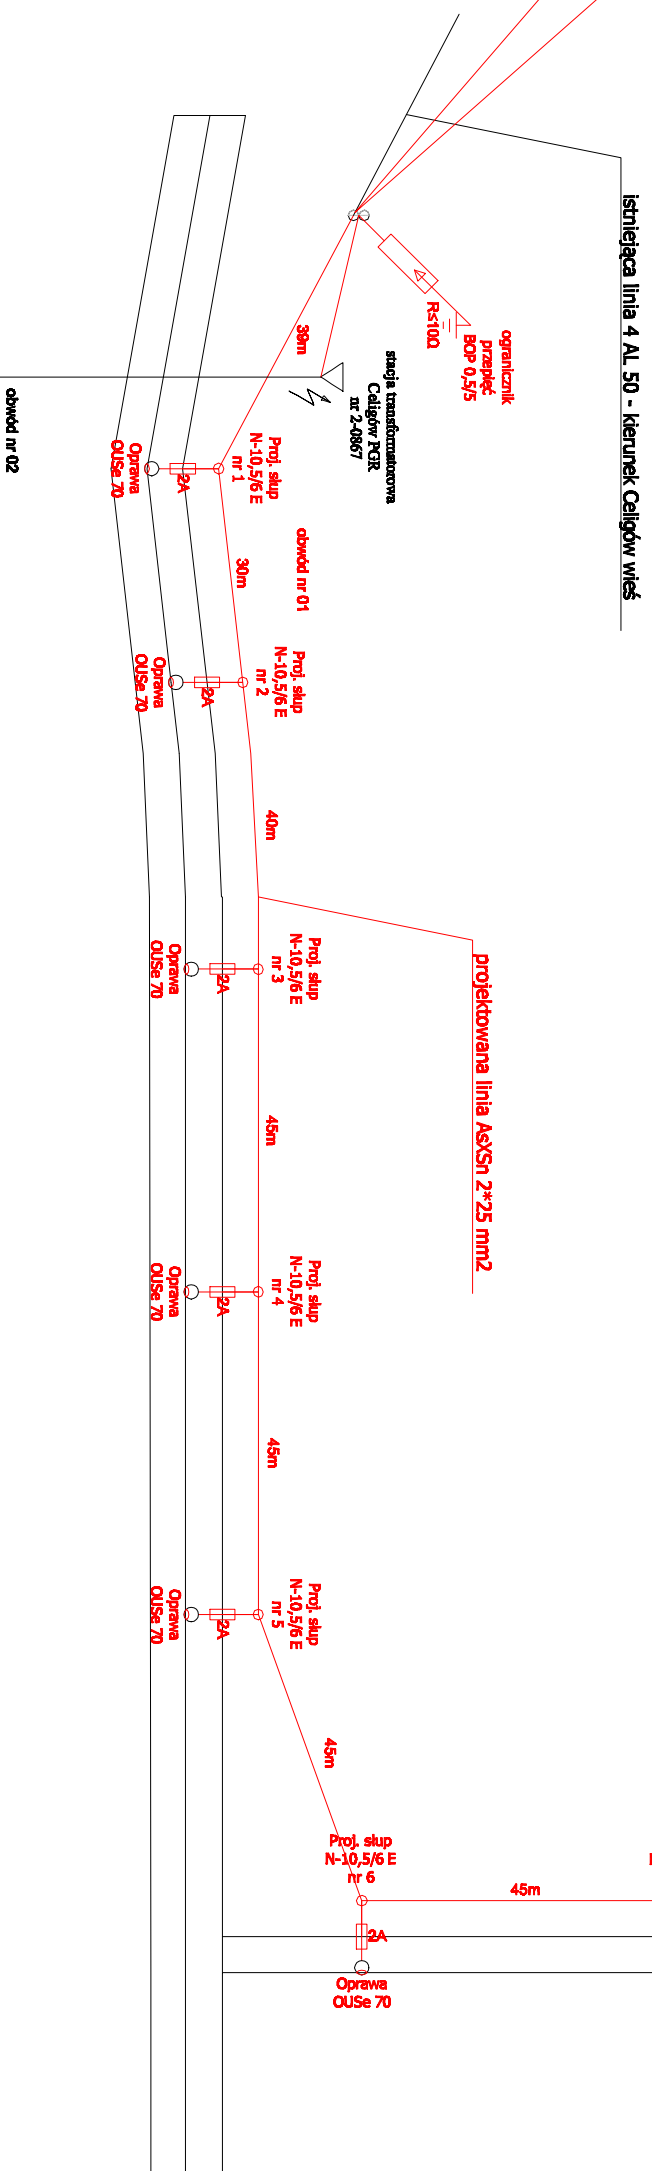 istniejąca linia 4 AL 50 - kierunek Celigów wieś
ogranicznik
przepięć
BOP 0,5/5
R≤10Ω
39m
stacja transformatorowa
Celigów PGR
nr 2-0867
obwód nr 02
Proj. słup
N-10,5/6 E
nr 1
2A
Oprawa
OUSe 70
obwód nr 01
30m
Proj. słup
N-10,5/6 E
nr 2
2A
Oprawa
OUSe 70
40m
projektowana linia AsXSn 2*25 mm2
Proj. słup
N-10,5/6 E
nr 3
2A
Oprawa
OUSe 70
45m
Proj. słup
N-10,5/6 E
nr 4
2A
Oprawa
OUSe 70
45m
Proj. słup
N-10,5/6 E
nr 5
2A
Oprawa
OUSe 70
45m
Proj. słup
N-10,5/6 E
nr 6
45m
2A
Oprawa
OUSe 70